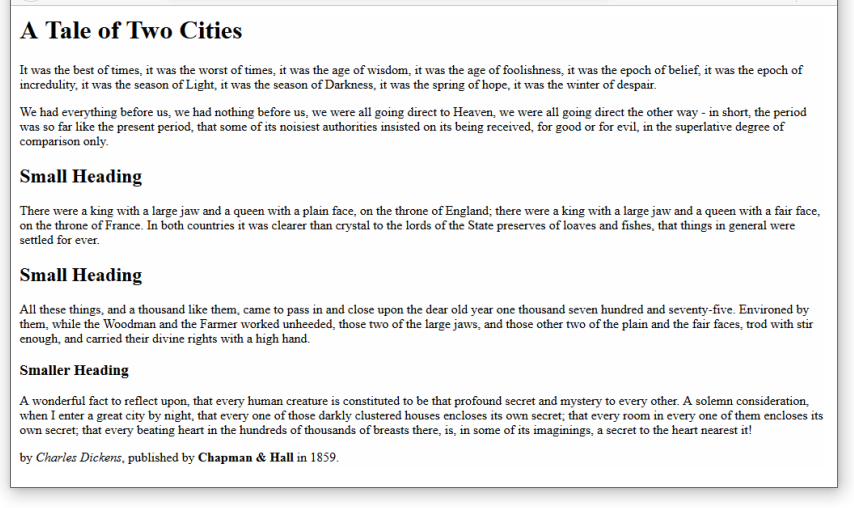 A Tale of Two Cities
It was the best of times, it was the worst of times, it was the age of wisdom, it was the age of foolishness, it was the epoch of belief, it was the epoch of
incredulity, it was the season of Light, it was the season of Darkness, it was the spring of hope, it was the winter of despair.
We had everything before us, we had nothing before us, we were all going direct to Heaven, we were all going direct the other way - in short, the period
was so far like the present period, that some of its noisiest authorities insisted on its being received, for good or for evil, in the superlative degree of
comparison only.
Small Heading
There were a king with a large jaw and a queen with a plain face, on the throne of England; there were a king with a large jaw and a queen with a fair face,
on the throne of France. In both countries it was clearer than crystal to the lords of the State preserves of loaves and fishes, that things in general were
settled for ever.
Small Heading
All these things, and a thousand like them, came to pass in and close upon the dear old year one thousand seven hundred and seventy-five. Environed by
them, while the Woodman and the Farmer worked unheeded, those two of the large jaws, and those other two of the plain and the fair faces, trod with stir
enough, and carried their divine rights with a high hand.
Smaller Heading
A wonderful fact to reflect upon, that every human creature is constituted to be that profound secret and mystery to every other. A solemn consideration,
when I enter a great city by night, that every one of those darkly clustered houses encloses its own secret; that every room in every one of them encloses its
own secret; that every beating heart in the hundreds of thousands of breasts there, is, in some of its imaginings, a secret to the heart nearest it!
by Charles Dickens, published by Chapman & Hall in 1859.